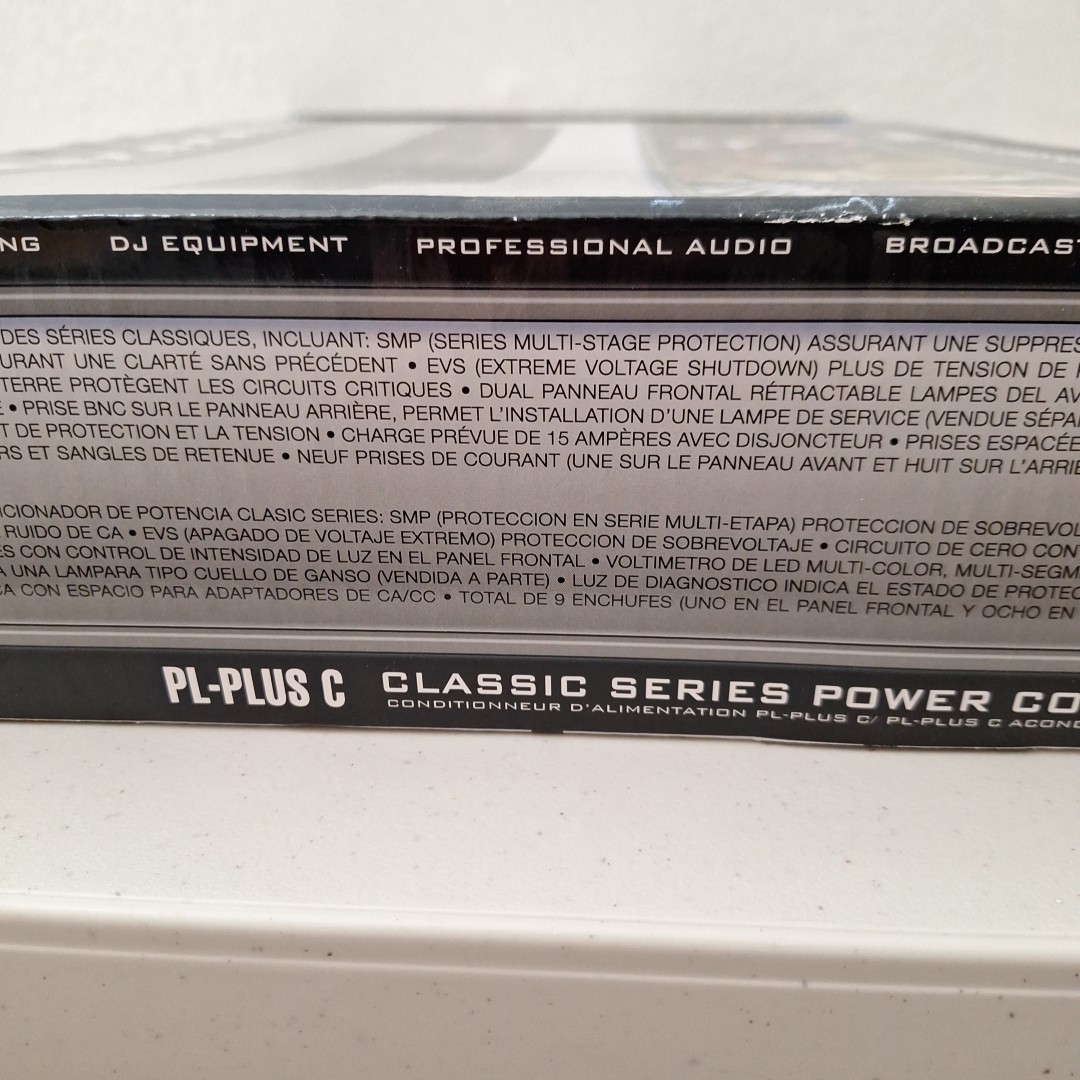 NG DJ EQUIPMENT PROFESSIONAL AUDIO BROADCAST
DES SÉRIES CLASSIQUES, INCLUANT: SMP (SERIES MULTI-STAGE PROTECTION) ASSURANT UNE SUPPRES
URANT UNE CLARTÉ SANS PRÉCÉDENT • EVS (EXTREME VOLTAGE SHUTDOWN) PLUS DE TENSION DE
TERRE PROTÈGENT LES CIRCUITS CRITIQUES • DUAL PANNEAU FRONTAL RÉTRACTABLE LAMPES DEL AV
• PRISE BNC SUR LE PANNEAU ARRIÈRE, PERMET L'INSTALLATION D'UNE LAMPE DE SERVICE (VENDUE SÉPA
T DE PROTECTION ET LA TENSION • CHARGE PRÉVUE DE 15 AMPÈRES AVEC DISJONCTEUR • PRISES ESPACÉE
RS ET SANGLES DE RETENUE • NEUF PRISES DE COURANT (UNE SUR LE PANNEAU AVANT ET HUIT SUR L'ARRIE
ICIONADOR DE POTENCIA CLASIC SERIES: SMP (PROTECCION EN SERIE MULTI-ETAPA) PROTECCION DE SOBREVOL
RUIDO DE CA • EVS (APAGADO DE VOLTAJE EXTREMO) PROTECCION DE SOBREVOLTAJE • CIRCUITO DE CERO CON
ES CON CONTROL DE INTENSIDAD DE LUZ EN EL PANEL FRONTAL • VOLTIMETRO DE LED MULTI-COLOR, MULTI-SEGM
A UNA LAMPARA TIPO CUELLO DE GANSO (VENDIDA A PARTE) • LUZ DE DIAGNOSTICO INDICA EL ESTADO DE PROTEC
CA CON ESPACIO PARA ADAPTADORES DE CA/CC • TOTAL DE 9 ENCHUFES (UNO EN EL PANEL FRONTAL Y OCHO EN
PL-PLUS C CLASSIC SERIES POWER CO
CONDITIONNEUR D'ALIMENTATION PL-PLUS C/ PL-PLUS C ACOND